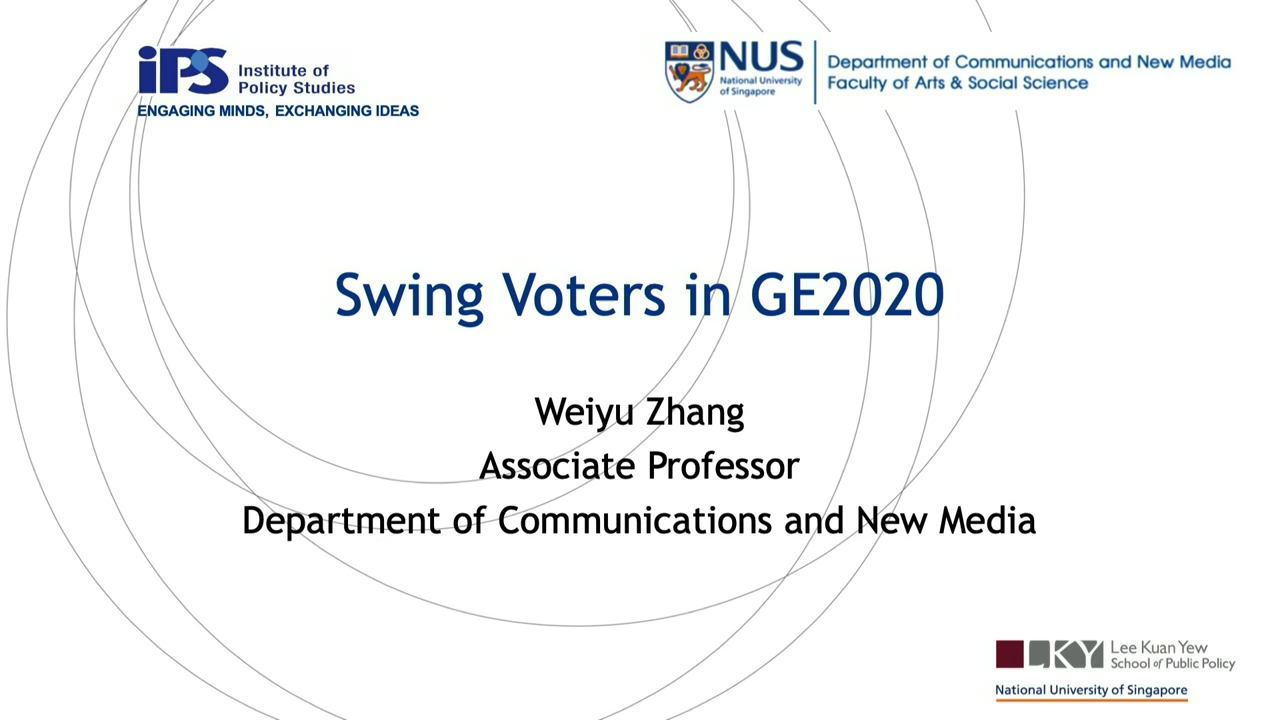 iPS Institute of
Policy Studies
ENGAGING MINDS, EXCHANGING IDEAS
NUS
National University
of Singapore
Department of Communications and New Media
Faculty of Arts & Social Science
Swing Voters in GE2020
Weiyu Zhang
Associate Professor
Department of Communications and New Media
LKY Lee Kuan Yew
School of Public Policy
National University of Singapore